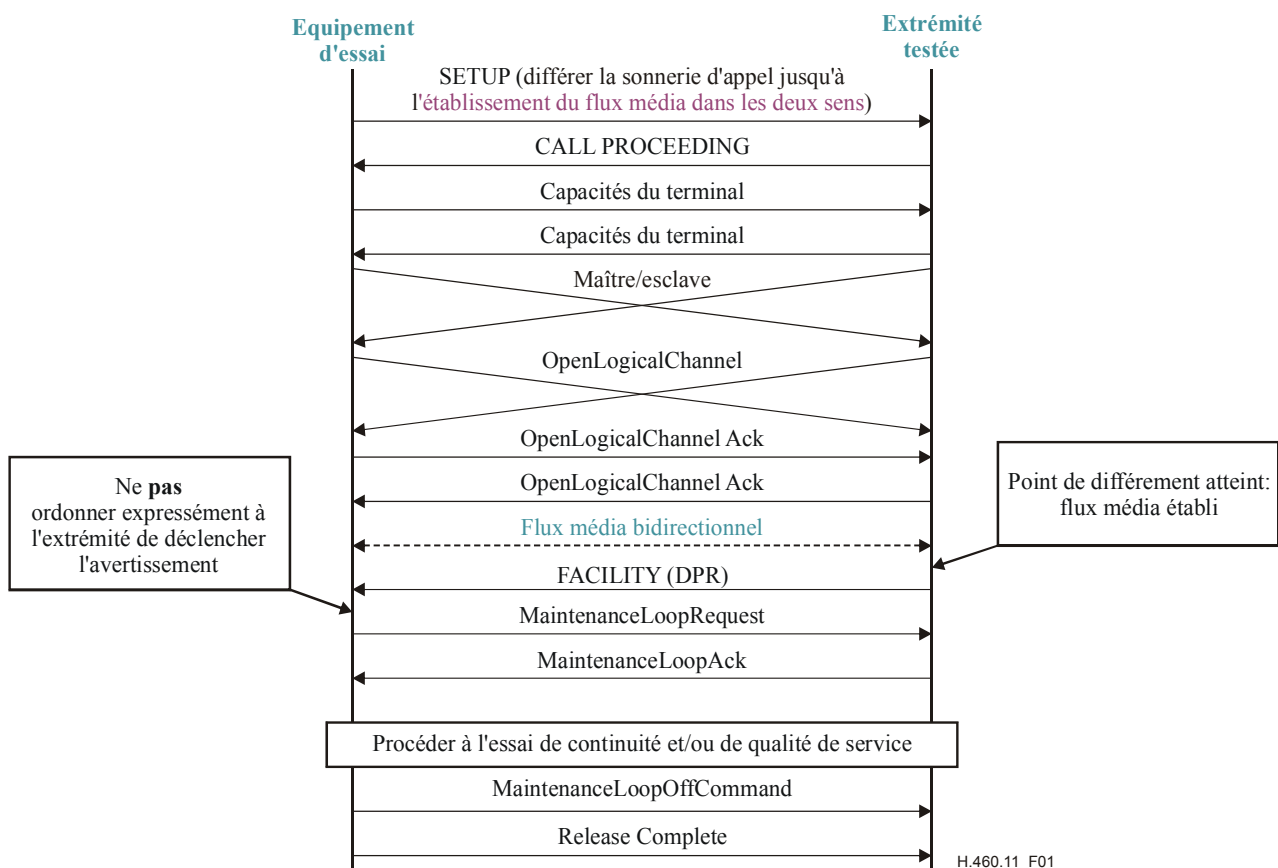 Equipement
d'essai
Extrémité
testée
SETUP (différer la sonnerie d'appel jusqu'à
l'établissement du flux média dans les deux sens)
CALL PROCEEDING
Capacités du terminal
Capacités du terminal
Maître/esclave
OpenLogicalChannel
OpenLogicalChannel Ack
OpenLogicalChannel Ack
Ne pas
ordonner expressément à
l'extrémité de déclencher
l'avertissement
Point de différement atteint:
flux média établi
Flux média bidirectionnel
FACILITY (DPR)
MaintenanceLoopRequest
MaintenanceLoopAck
Procéder à l'essai de continuité et/ou de qualité de service
MaintenanceLoopOffCommand
Release Complete
H.460.11_F01